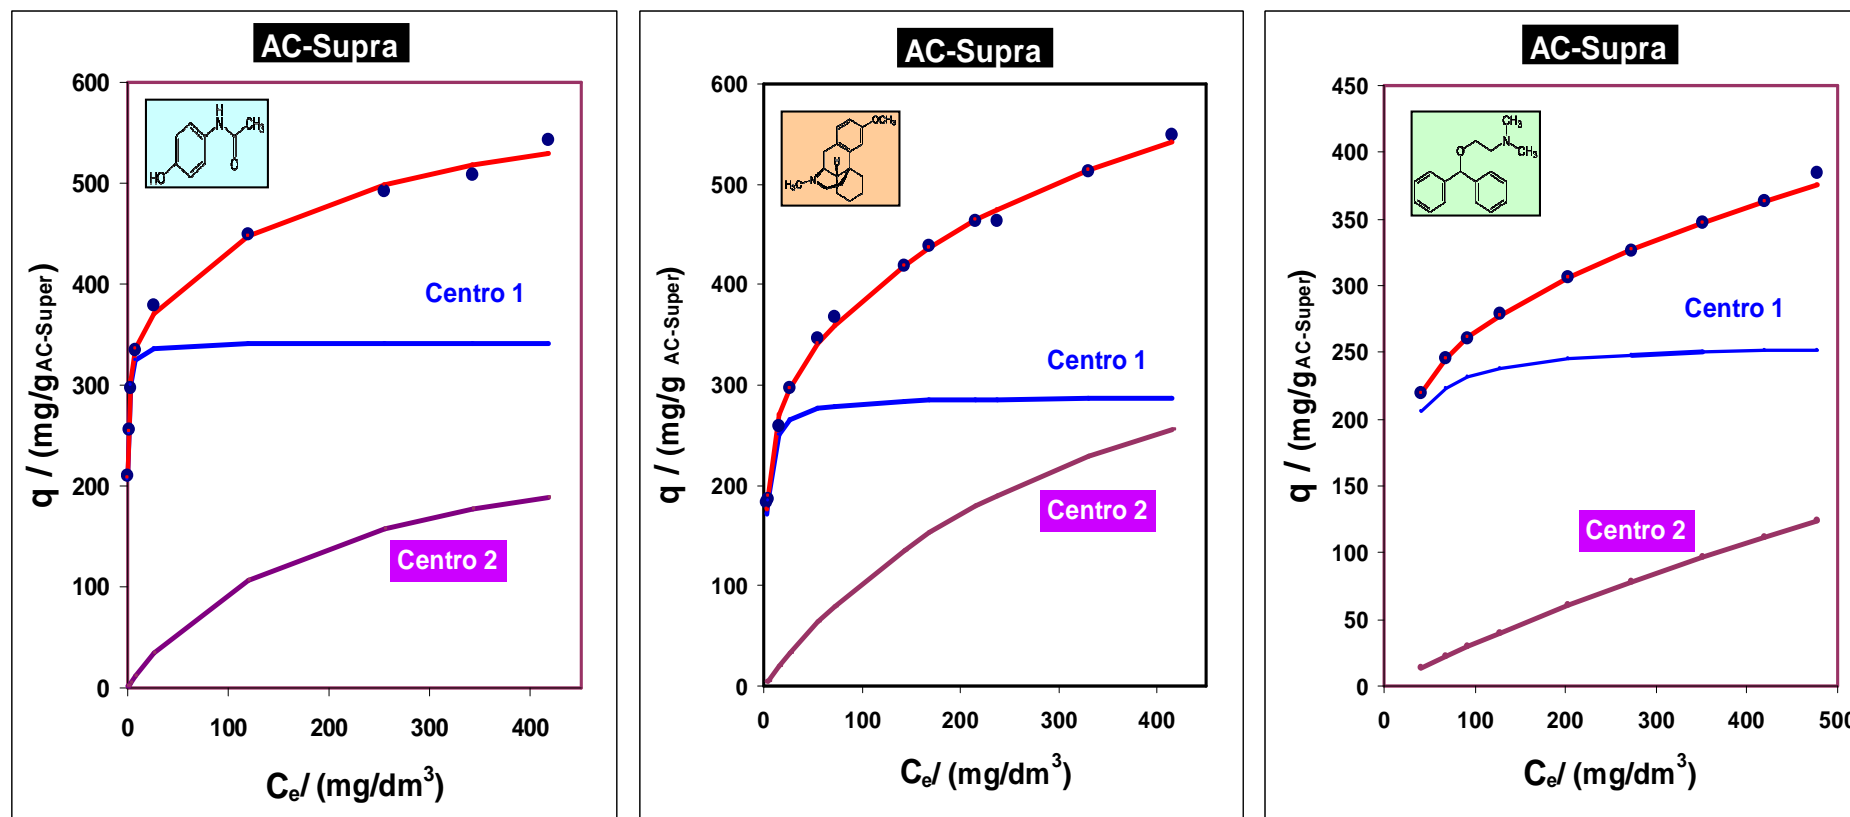 AC-Supra
600
500
400
300
200
100
0
H
N
CH3
O
HO
Centro 1
Centro 2
q / (mg/gAC-Super)
0 100 200 300 400
Ce/ (mg/dm3)
AC-Supra
600
500
400
300
200
100
0
OCH3
H
H3C
N
Centro 1
Centro 2
q / (mg/g AC-Super)
0 100 200 300 400
Ce/ (mg/dm3)
AC-Supra
450
400
350
300
250
200
150
100
50
0
CH3
N
O
CH3
Centro 1
Centro 2
q / (mg/gAC-Super)
0 100 200 300 400 500
Ce/ (mg/dm3)